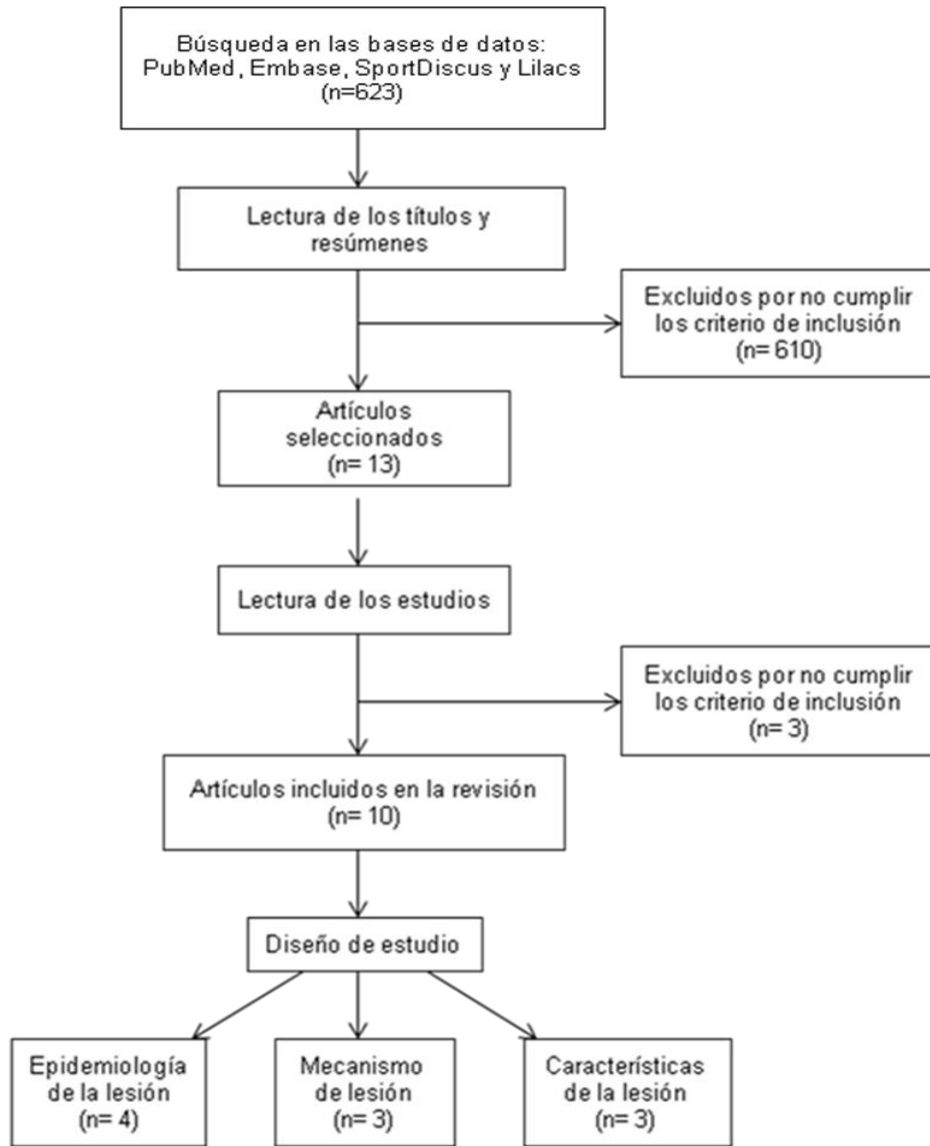 Búsqueda en las bases de datos:
PubMed, Embase, SportDiscus y Lilacs
(n=623)
Lectura de los títulos y
resúmenes
Excluidos por no cumplir
los criterio de inclusión
(n= 610)
Artículos
seleccionados
(n= 13)
Lectura de los estudios
Excluidos por no cumplir
los criterio de inclusión
(n= 3)
Artículos incluidos en la revisión
(n= 10)
Diseño de estudio
Epidemiología
de la lesión
(n= 4)
Mecanismo
de lesión
(n= 3)
Características
de la lesión
(n= 3)